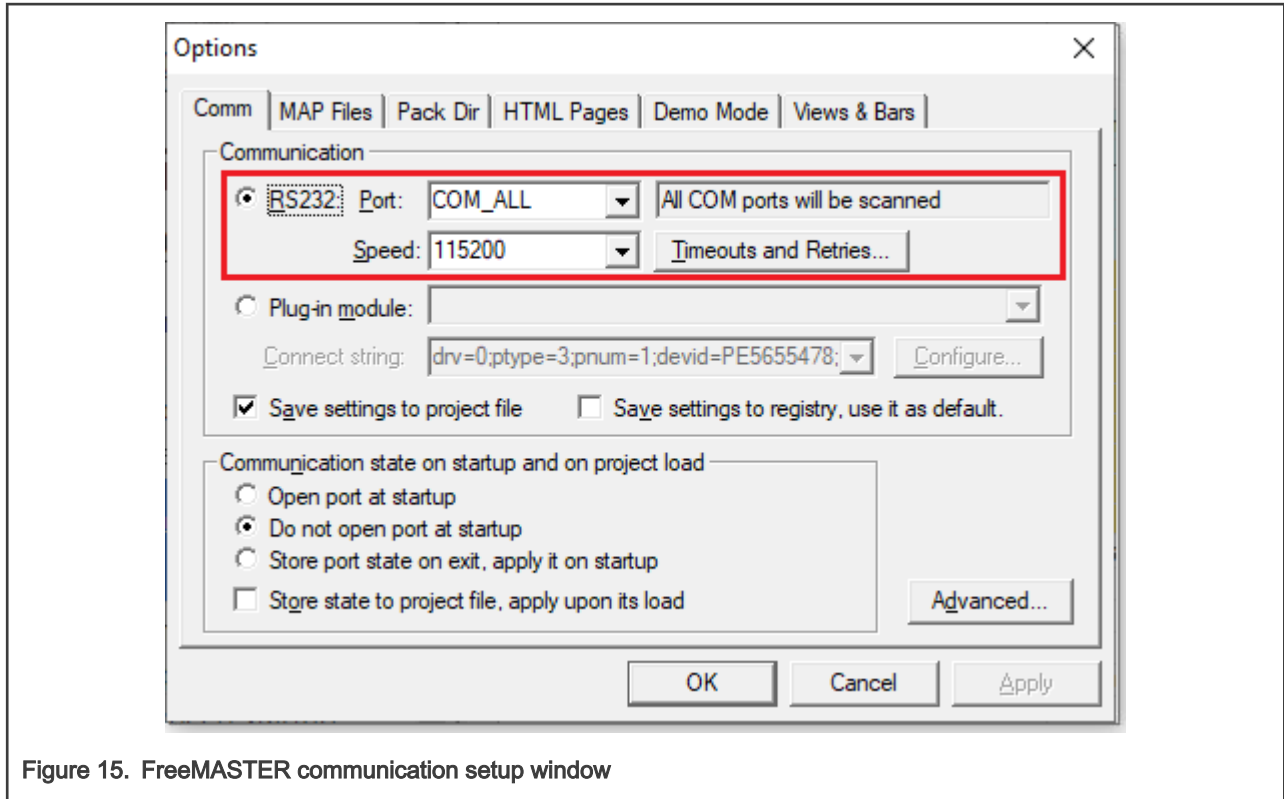 Options
Comm MAP Files Pack Dir HTML Pages Demo Mode Views & Bars
Communication
RS232: Port: COM_ALL All COM ports will be scanned
Speed: 115200 Timeouts and Retries...
Plug-in module:
Connect string: drv=0;ptype=3;pnum=1;devid=PE5655478; Configure...
Save settings to project file Save settings to registry, use it as default.
Communication state on startup and on project load
Open port at startup
Do not open port at startup
Store port state on exit, apply it on startup
Store state to project file, apply upon its load Advanced...
OK Cancel Apply
Figure 15. FreeMASTER communication setup window